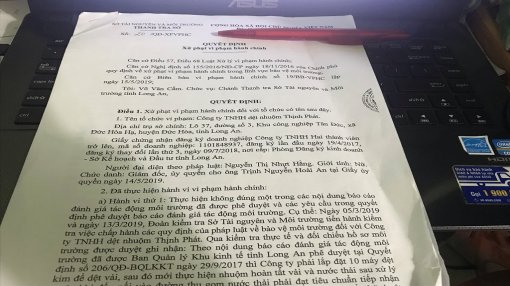 ASUS
SỞ TÀI NGUYÊN VÀ MÔI TRƯỜNG
THANH TRA SỞ
CỘNG HÒA XÃ HỘI CHỦ NGHĨA VIỆT NAM
Số: 20 /QĐ-XPVPHC
QUYẾT ĐỊNH
Xử phạt vi phạm hành chính
Căn cứ Điều 57, Điều 68 Luật Xử lý vi phạm hành chính;
Căn cứ Nghị định số 155/2016/NĐ-CP ngày 18/11/2016 của Chính phủ
quy định về xử phạt vi phạm hành chính trong lĩnh vực bảo vệ môi trường;
Căn cứ Biên bản vi phạm hành chính số 19/BB-VPHC lập
15/5/2019;
Tôi: Võ Văn Cầm. Chức vụ: Chánh Thanh tra Sở Tài nguyên và Môi
trường tỉnh Long An.
QUYẾT ĐỊNH:
Điều 1. Xử phạt vi phạm hành chính đối với tổ chức có tên sau đây:
1. Tên tổ chức vi phạm: Công ty TNHH dệt nhuộm Thịnh Phát.
Địa chỉ trụ sở chính: Lô 37, đường số 3, Khu công nghiệp Tân Đức, xã
Đức Hòa Hạ, huyện Đức Hòa, tỉnh Long An.
Giấy chứng nhận đăng ký doanh nghiệp Công ty TNHH Hai thành viên
trở lên, mã số doanh nghiệp: 1101848937, đăng ký lần đầu ngày 19/4/2017,
đăng ký thay đổi lần thứ 3, ngày 09/7/2018, nơi cấp: Phòng Đăng ký kinh doanh
- Sở Kế hoạch và Đầu tư tỉnh Long An.
Người đại diện theo pháp luật: Nguyễn Thị Nhựt Hằng. Giới tính: Nữ.
Chức danh: Giám đốc, ủy quyền cho ông Trịnh Nguyễn Hoài An tại Giấy ủy
quyền ngày 14/5/2019.
2. Đã thực hiện hành vi vi phạm hành chính:
a) Hành vi thứ 1: Thực hiện không đúng một trong các nội dung báo cáo
đánh giá tác động môi trường đã được phê duyệt và các yêu cầu trong quyết
định phê duyệt báo cáo đánh giá tác động môi trường. Cụ thể: Ngày 05/3/2019
và ngày 13/3/2019, Đoàn kiểm tra Sở Tài nguyên và Môi trường tiến hành kiểm
tra việc chấp hành các quy định của pháp luật về bảo vệ môi trường đối với Công
ty TNHH dệt nhuộm Thịnh Phát. Qua kiểm tra thực tế và đối chiếu hồ sơ môi
trường được duyệt ghi nhận: Theo nội dung báo cáo đánh giá tác động môi
trường đã được Ban Quản lý Khu kinh tế tỉnh Long An phê duyệt tại Quyết
định số 206/QĐ-BQLKKT ngày 29/9/2017 thì Công ty phải lắp đặt 10 máy dệt
kim để dệt vải, sau đó mới thực hiện nhuộm hoàn tất vải và nước thải sau xử lý
thu gom nước thải phải đạt tiêu chuẩn tiếp nhận